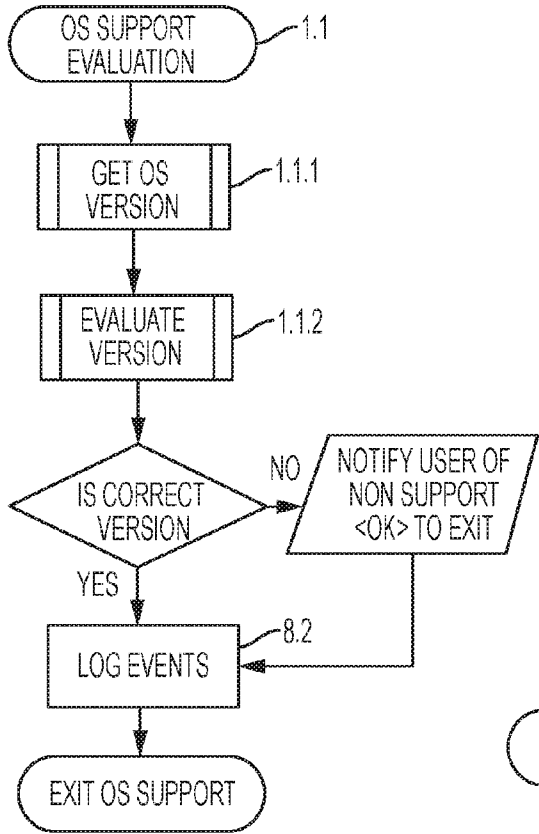 OS SUPPORT
EVALUATION
1.1
GET OS
VERSION
1.1.1
EVALUATE
VERSION
1.1.2
IS CORRECT
VERSION
NO
NOTIFY USER OF
NON SUPPORT
<OK> TO EXIT
YES
LOG EVENTS
8.2
EXIT OS SUPPORT